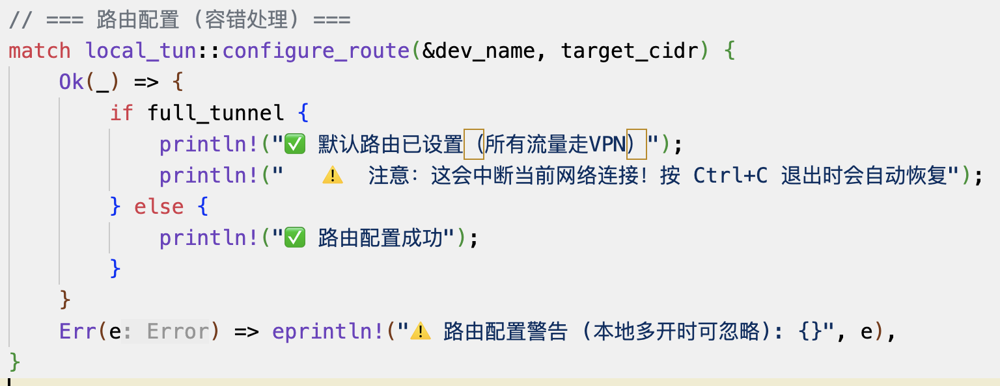 // === 路由配置 (容错处理) ===
match local_tun::configure_route(&dev_name, target_cidr) {
    Ok(_) => {
        if full_tunnel {
            println!("✅ 默认路由已设置（所有流量走VPN）");
            println!("   ⚠️  注意: 这会中断当前网络连接! 按 Ctrl+C 退出时会自动恢复");
        } else {
            println!("✅ 路由配置成功");
        }
    }
    Err(e: Error) => eprintln!("⚠️ 路由配置警告 (本地多开时可忽略): {}", e),
}